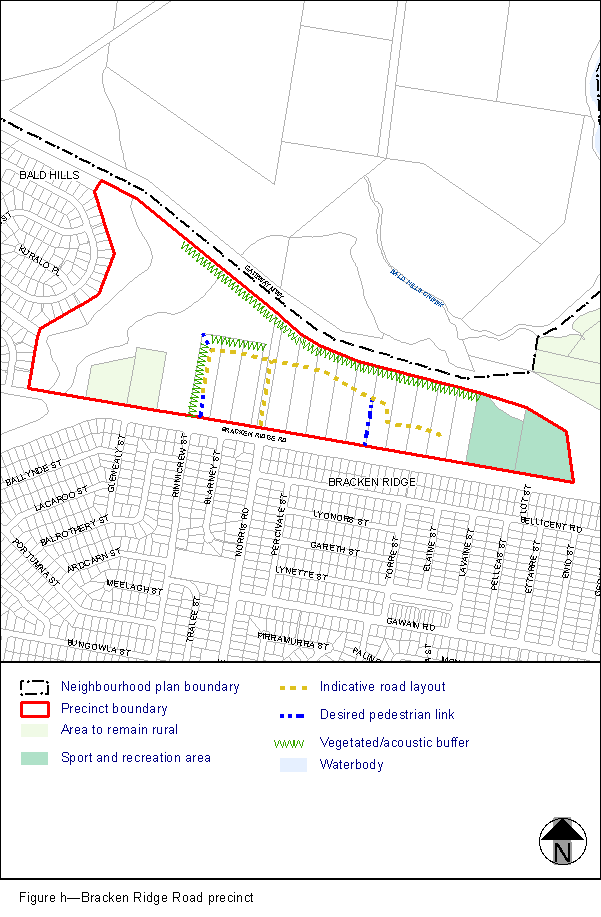 BALD HILLS
ST
KURALO PL
GATEWAY MWY
BALD HILLS CREEK
BRACKEN RIDGE RD
BRACKEN RIDGE
BALLYNDE ST
LACAROO ST
BALROTHERY ST
ARDCARN ST
PORTUMNA ST
MEELAGH ST
BUNGOWLA ST
GLENEALY ST
KINNICREW ST
BLARNEY ST
TRALEE ST
NORRIS RD
PERCIVALE ST
LYONORS ST
GARETH ST
LYNETTE ST
PIRRAMURRA ST
TORRE ST
ELAINE ST
LAVAINE ST
PELLEAS ST
ETTARRE ST
ENID ST
BELLICENT RD
GAWAIN RD
Neighbourhood plan boundary
Precinct boundary
Area to remain rural
Sport and recreation area
Indicative road layout
Desired pedestrian link
Vegetated/acoustic buffer
Waterbody
N
Figure h—Bracken Ridge Road precinct